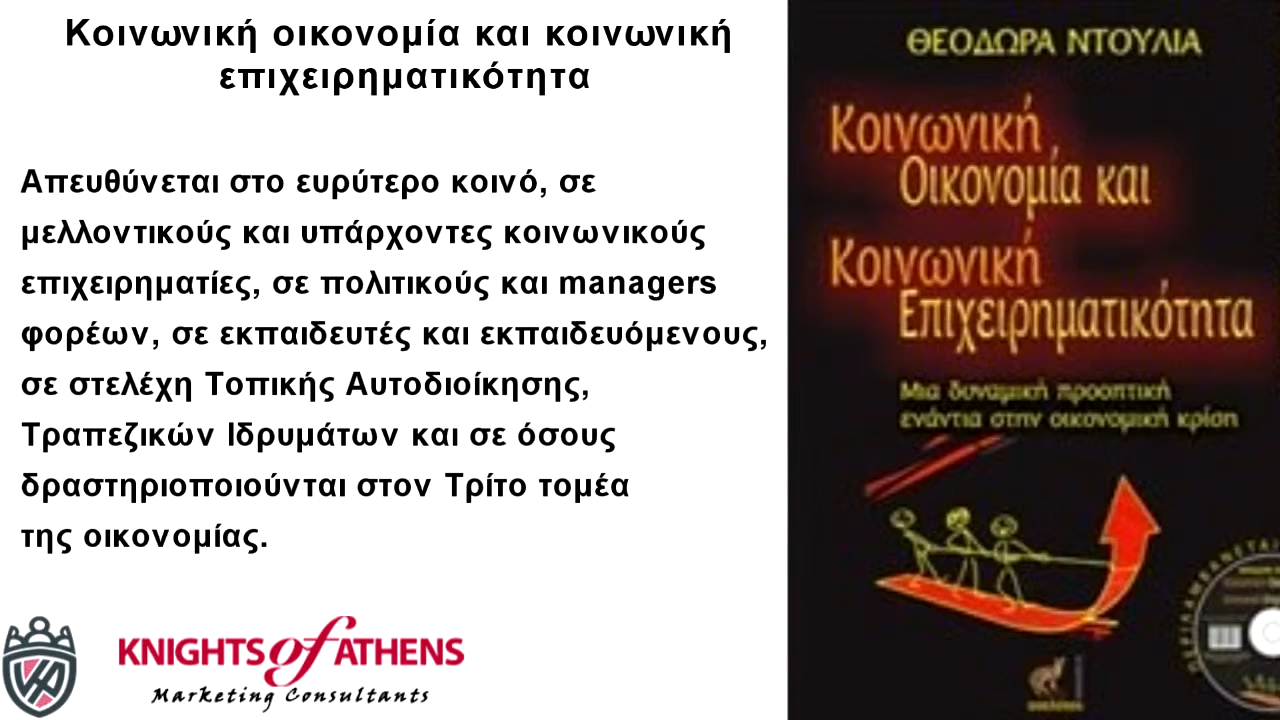 Κοινωνική οικονομία και κοινωνική
επιχειρηματικότητα
Απευθύνεται στο ευρύτερο κοινό, σε
μελλοντικούς και υπάρχοντες κοινωνικούς
επιχειρηματίες, σε πολιτικούς και managers
φορέων, σε εκπαιδευτές και εκπαιδευόμενους,
σε στελέχη Τοπικής Αυτοδιοίκησης,
Τραπεζικών Ιδρυμάτων και σε όσους
δραστηριοποιούνται στον Τρίτο τομέα
της οικονομίας.
KNIGHTS of ATHENS
Marketing Consultants
ΘΕΟΔΩΡΑ ΝΤΟΥΛΙΑ
Κοινωνική
Οικονομία και
Κοινωνική
Επιχειρηματικότητα
Μια δυναμική προοπτική
ενάντια στην οικονομική κρίση